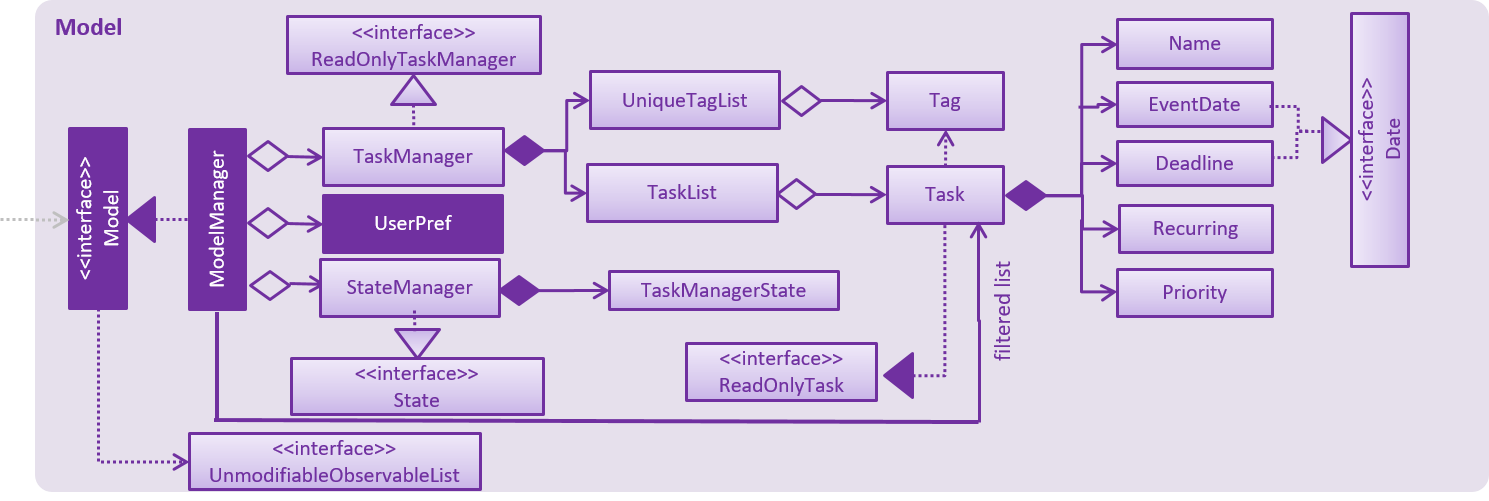 Model
<<interface>>
ReadOnlyTaskManager
<<interface>>
Model
ModelManager
TaskManager
UserPref
StateManager
<<interface>>
State
<<interface>>
UnmodifiableObservableList
UniqueTagList
TaskList
TaskManagerState
<<interface>>
ReadOnlyTask
Tag
Task
filtered list
Name
EventDate
Deadline
Recurring
Priority
<<interface>>
Date